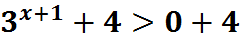 3^{x+1} + 4 > 0 + 4